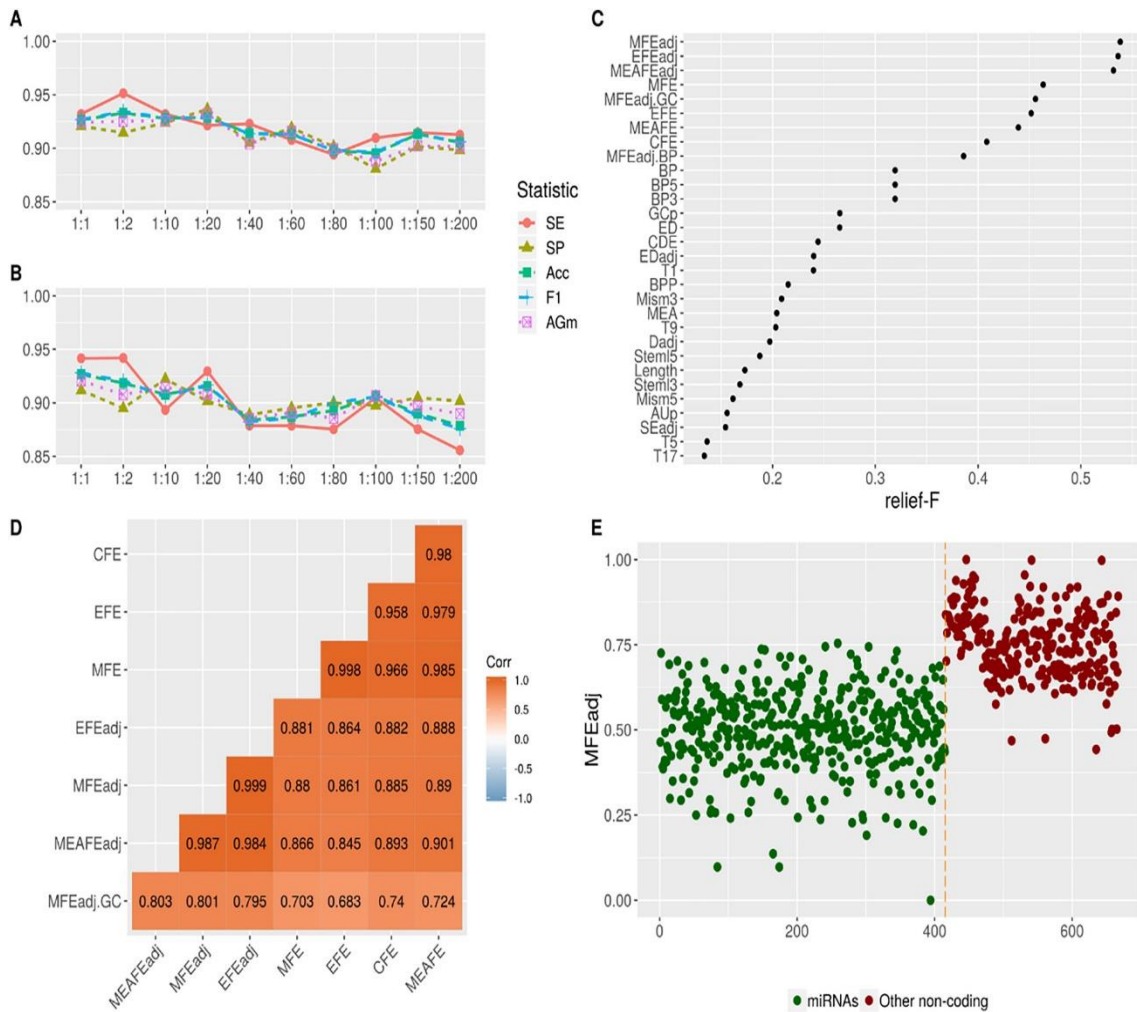 A
1.00
0.95
0.90
0.85
1:1 1:2 1:10 1:20 1:40 1:60 1:80 1:100 1:150 1:200
B
1.00
0.95
0.90
0.85
1:1 1:2 1:10 1:20 1:40 1:60 1:80 1:100 1:150 1:200
Statistic
SE
SP
Acc
F1
AGm
C
MFEadj
EFEadj
MEAFEadj
MFE
MFEadj.GC
EFE
MEAFE
CFE
MFEadj.BP
BP
BP5
BP3
GCp
ED
CDE
EDadj
T1
BPP
Mism3
MEA
T9
Dadj
Steml5
Length
Steml3
Mism5
AUp
SEadj
T5
T17
0.2 0.3 0.4 0.5
relief-F
D
CFE 0.98
EFE 0.958 0.979
MFE 0.998 0.966 0.985
EFEadj 0.881 0.864 0.882 0.888
MFEadj 0.999 0.88 0.861 0.885 0.89
MEAFEadj 0.987 0.984 0.866 0.845 0.893 0.901
MFEadj.GC 0.803 0.801 0.795 0.703 0.683 0.74 0.724
MEAFEadj MFEadj EFEadj MFE EFE CFE MEAFE
Corr
1.0
0.5
0.0
-0.5
-1.0
E
MFEadj
1.00
0.75
0.50
0.25
0.00
0 200 400 600
miRNAs Other non-coding